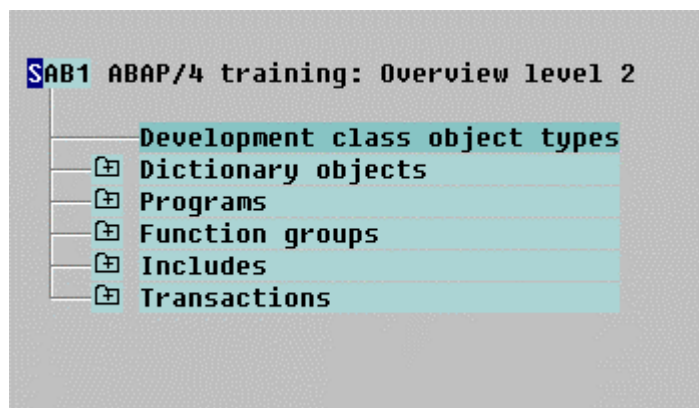 SAB1 ABAP/4 training: Overview level 2
Development class object types
Dictionary objects
Programs
Function groups
Includes
Transactions